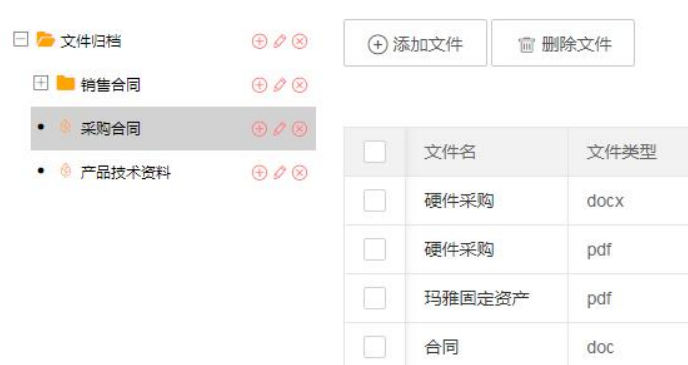 文件归档
销售合同
采购合同
产品技术资料
添加文件 删除文件
文件名 文件类型
硬件采购 docx
硬件采购 pdf
玛雅固定资产 pdf
合同 doc